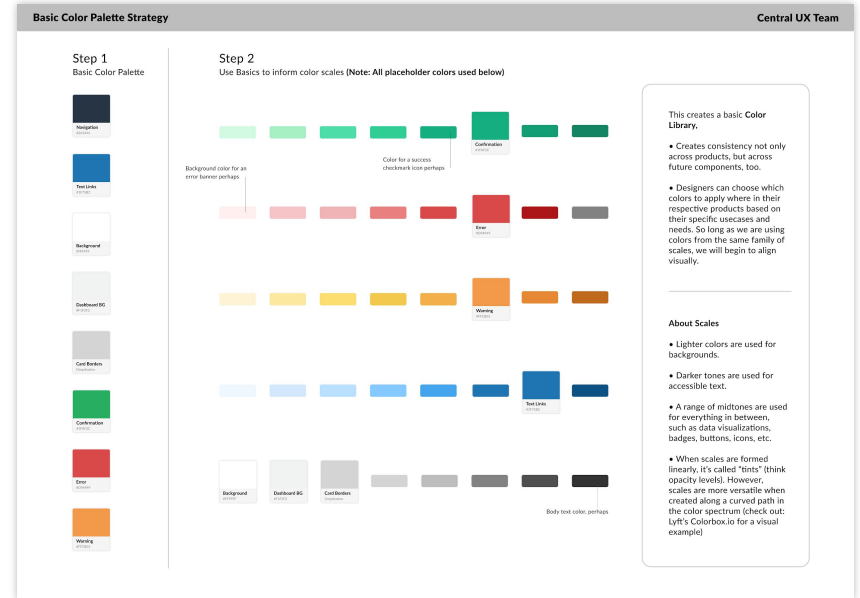 Basic Color Palette Strategy
Central UX Team
Step 1
Basic Color Palette
Navigation
Text Links
Background
Dashboard BG
Card Borders
Confirmation
Error
Warning
Step 2
Use Basics to inform color scales (Note: All placeholder colors used below)
Confirmation
Background color for an
error banner perhaps
Color for a success
checkmark icon perhaps
Error
Warning
Text Links
Background
Dashboard BG
Card Borders
Body text color, perhaps
This creates a basic Color
Library,
• Creates consistency not only
across products, but across
future components, too.
• Designers can choose which
colors to apply where in their
respective products based on
their specific usecases and
needs. So long as we are using
colors from the same family of
scales, we will begin to align
visually.
About Scales
• Lighter colors are used for
backgrounds.
• Darker tones are used for
accessible text.
• A range of midtones are used
for everything in between,
such as data visualizations,
badges, buttons, icons, etc.
• When scales are formed
linearly, it's called "tints" (think
opacity levels). However,
scales are more versatile when
created along a curved path in
the color spectrum (check out:
Lyft's Colorbox.io for a visual
example)